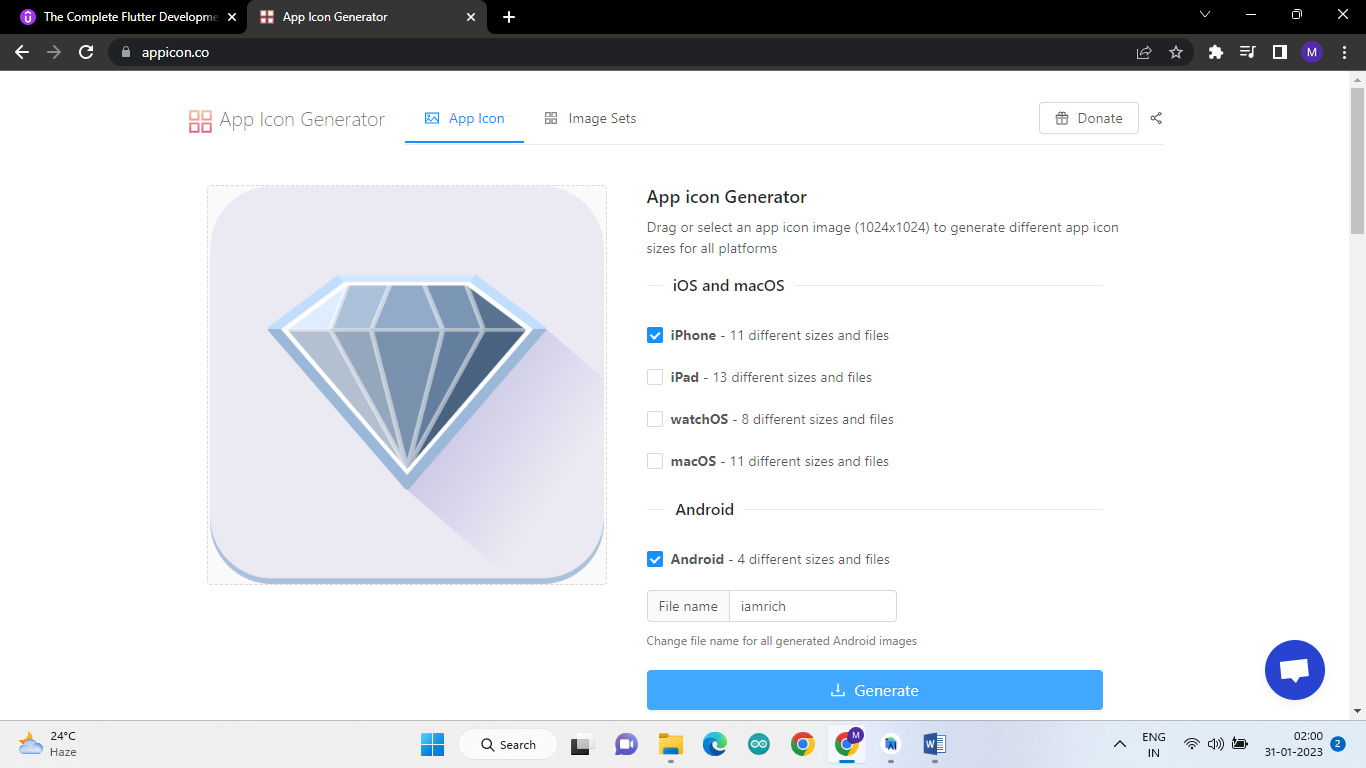 The Complete Flutter Developme
App Icon Generator
appicon.co
M
App Icon Generator
App Icon
Image Sets
Donate
App icon Generator
Drag or select an app icon image (1024x1024) to generate different app icon
sizes for all platforms
iOS and macOS
iPhone - 11 different sizes and files
iPad - 13 different sizes and files
watchOS - 8 different sizes and files
macOS - 11 different sizes and files
Android
Android - 4 different sizes and files
File name
iamrich
Change file name for all generated Android images
Generate
24°C
Haze
Search
M
ENG
IN
02:00
31-01-2023
2